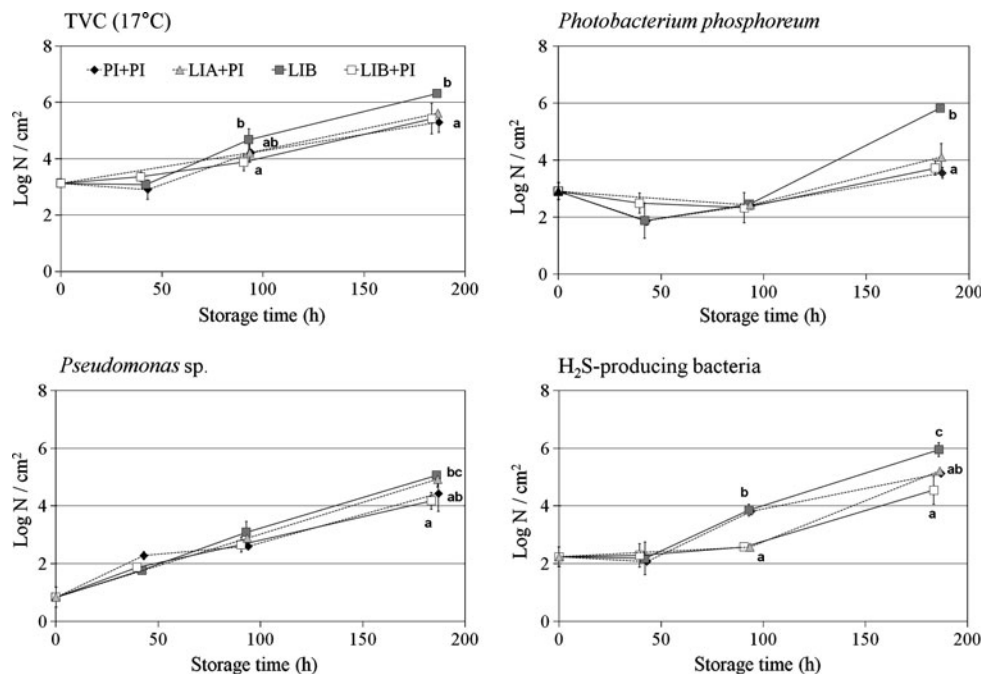 TVC (17°C)
PI+PI LIA+PI LIB LIB+PI
8
6
4
2
0
Log N / cm²
b
b
ab
a
a
0 50 100 150 200
Storage time (h)
Photobacterium phosphoreum
8
6
4
2
0
Log N / cm²
b
a
0 50 100 150 200
Storage time (h)
Pseudomonas sp.
8
6
4
2
0
Log N / cm²
bc
ab
a
0 50 100 150 200
Storage time (h)
H₂S-producing bacteria
8
6
4
2
0
Log N / cm²
c
b
ab
a
a
0 50 100 150 200
Storage time (h)